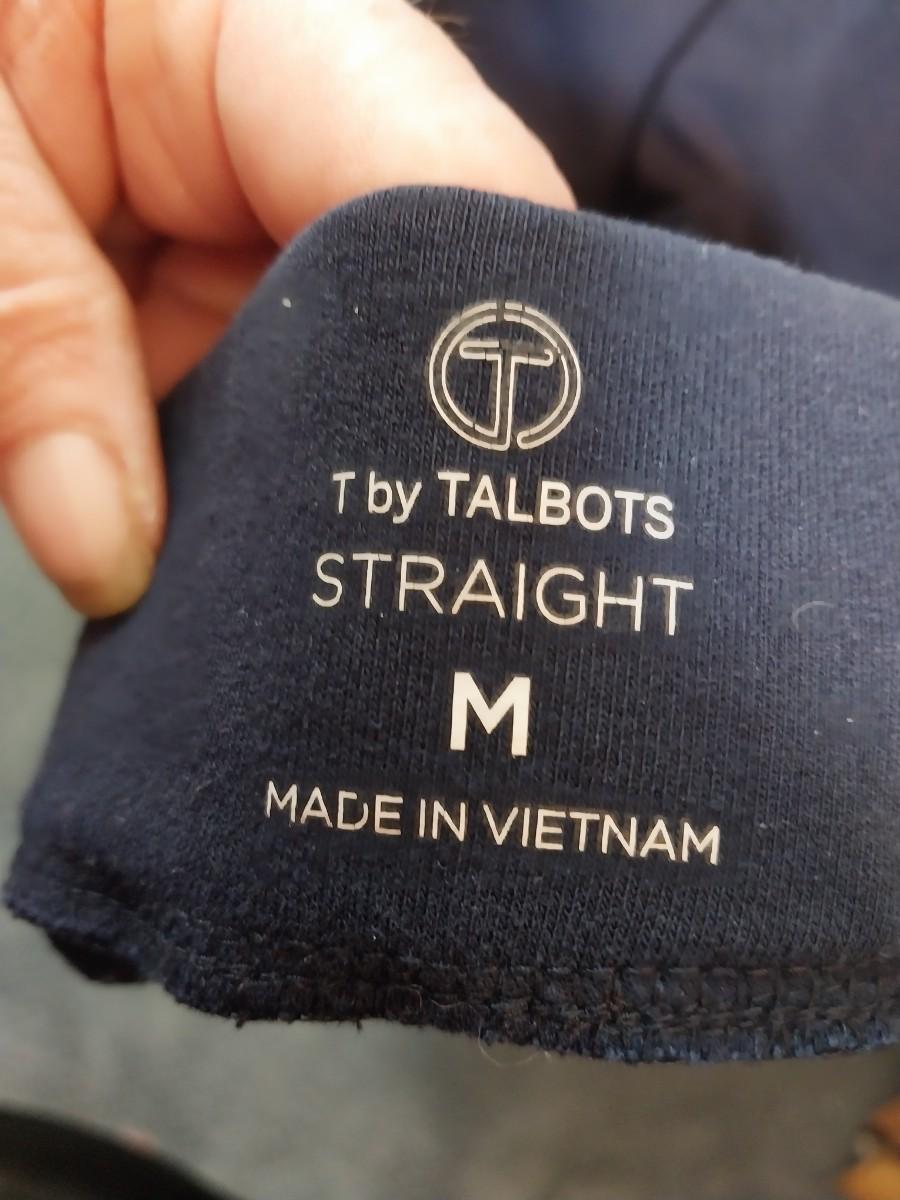 T
T by TALBOTS
STRAIGHT
M
MADE IN VIETNAM